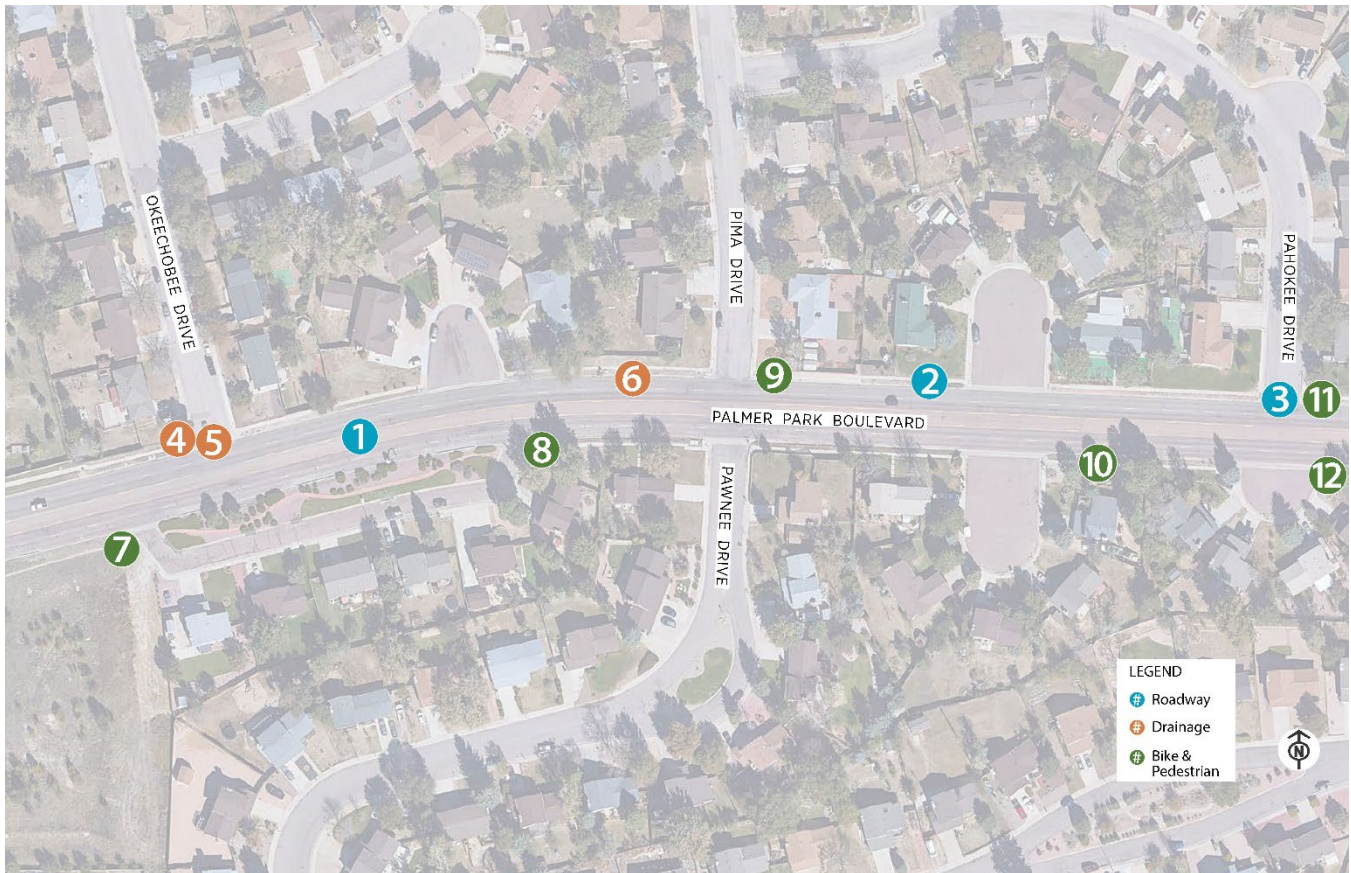 OKEECHOBEE DRIVE
PIMA DRIVE
PAHOKEE DRIVE
6
9
2
3
11
4
5
1
PALMER PARK BOULEVARD
8
10
12
7
PAWNEE DRIVE
LEGEND
# Roadway
# Drainage
# Bike &
Pedestrian
N